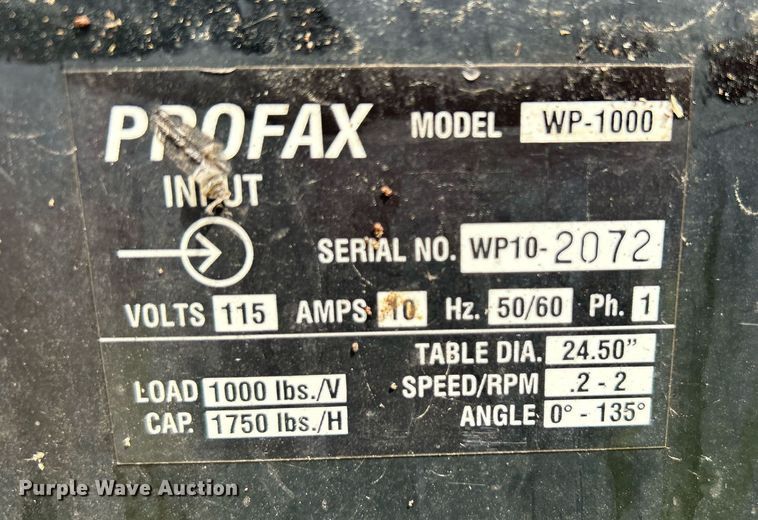 PROFAX MODEL WP-1000
INPUT
SERIAL NO. WP10-2072
VOLTS 115 AMPS 10 Hz. 50/60 Ph. 1
TABLE DIA. 24.50"
LOAD 1000 lbs./V SPEED/RPM .2 - 2
CAP. 1750 lbs./H ANGLE 0° - 135°
Purple Wave Auction